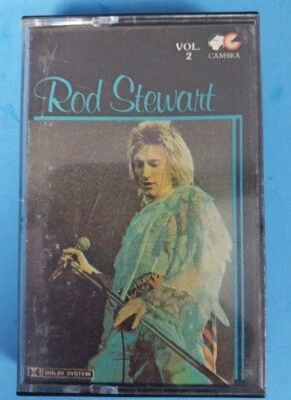 VOL.
2
CAMBRA
Rod Stewart
DOLBY SYSTEM